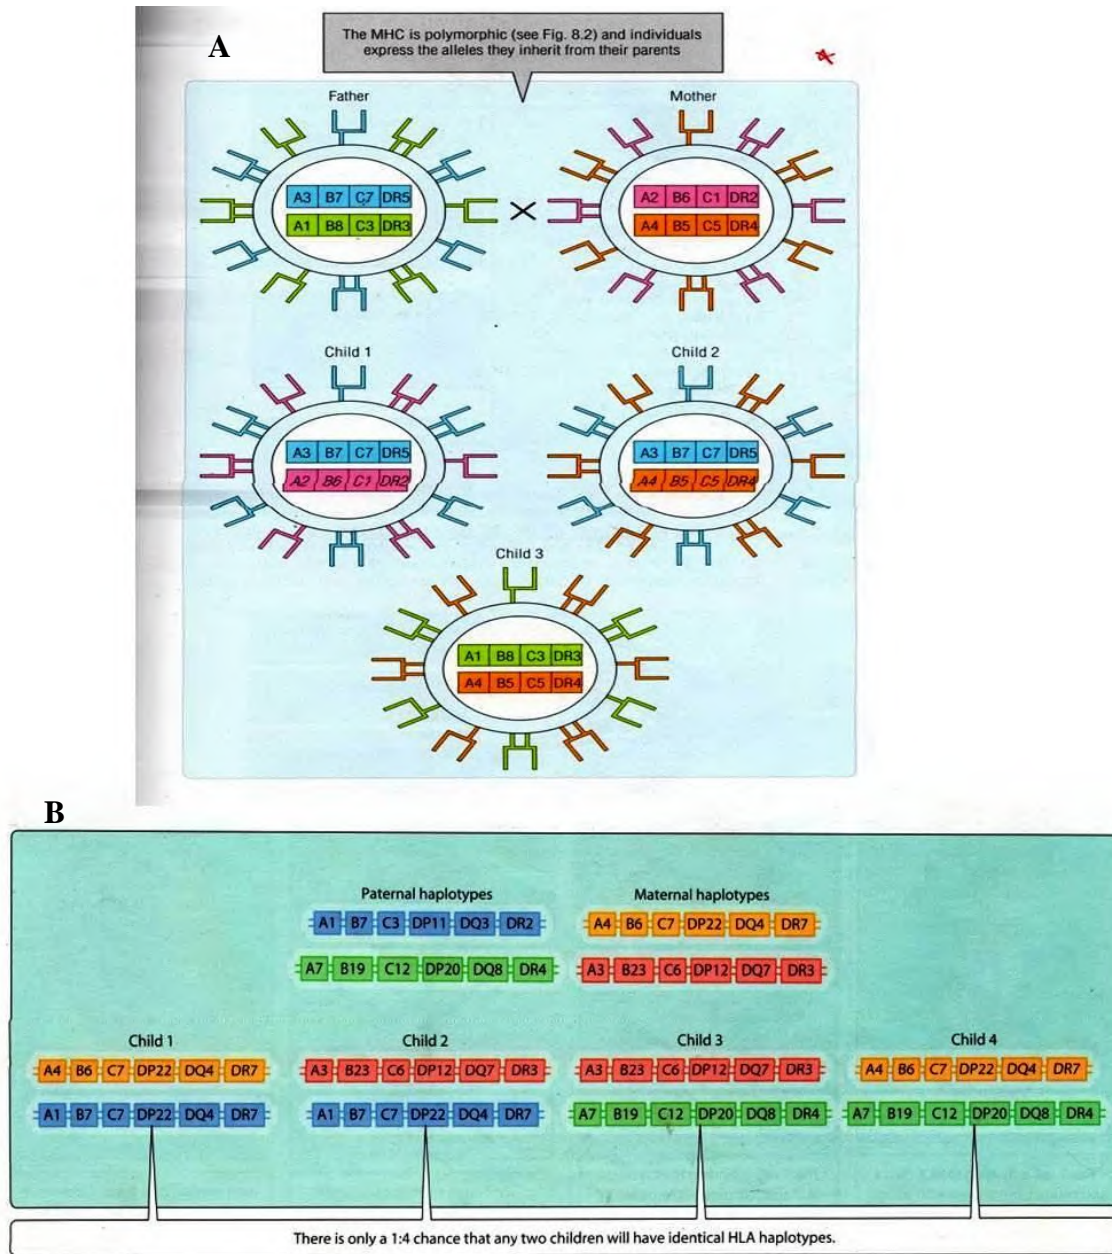 A
The MHC is polymorphic (see Fig. 8.2) and individuals
express the alleles they inherit from their parents
Father
Mother
A3 B7 C7 DR5
A1 B8 C3 DR3
A2 B6 C1 DR2
A4 B5 C5 DR4
Child 1
Child 2
A3 B7 C7 DR5
A2 B6 C1 DR2
A3 B7 C7 DR5
A4 B5 C5 DR4
Child 3
A1 B8 C3 DR3
A4 B5 C5 DR4
B
Paternal haplotypes
Maternal haplotypes
A1 B7 C3 DP11 DQ3 DR2
A4 B6 C7 DP22 DQ4 DR7
A7 B19 C12 DP20 DQ8 DR4
A3 B23 C6 DP12 DQ7 DR3
Child 1
Child 2
Child 3
Child 4
A4 B6 C7 DP22 DQ4 DR7
A3 B23 C6 DP12 DQ7 DR3
A3 B23 C6 DP12 DQ7 DR3
A4 B6 C7 DP22 DQ4 DR7
A1 B7 C7 DP22 DQ4 DR7
A1 B7 C7 DP22 DQ4 DR7
A7 B19 C12 DP20 DQ8 DR4
A7 B19 C12 DP20 DQ8 DR4
There is only a 1:4 chance that any two children will have identical HLA haplotypes.